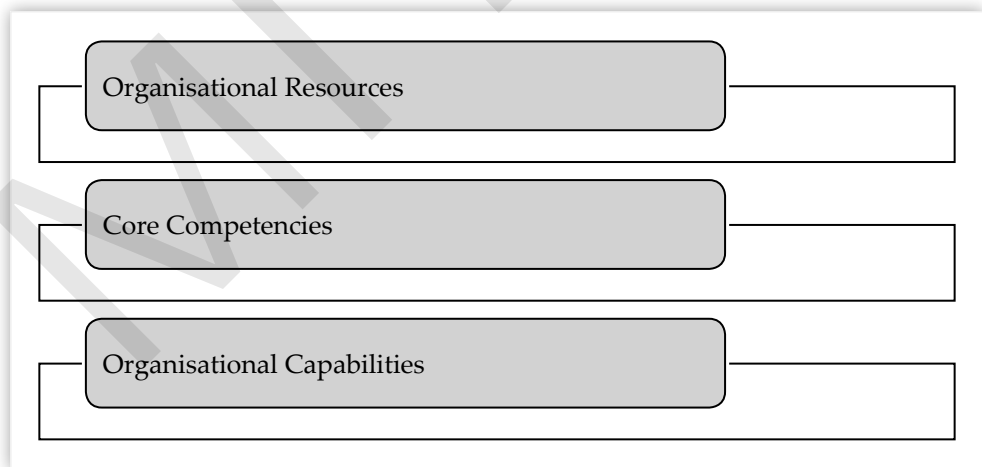 Organisational Resources
Core Competencies
Organisational Capabilities